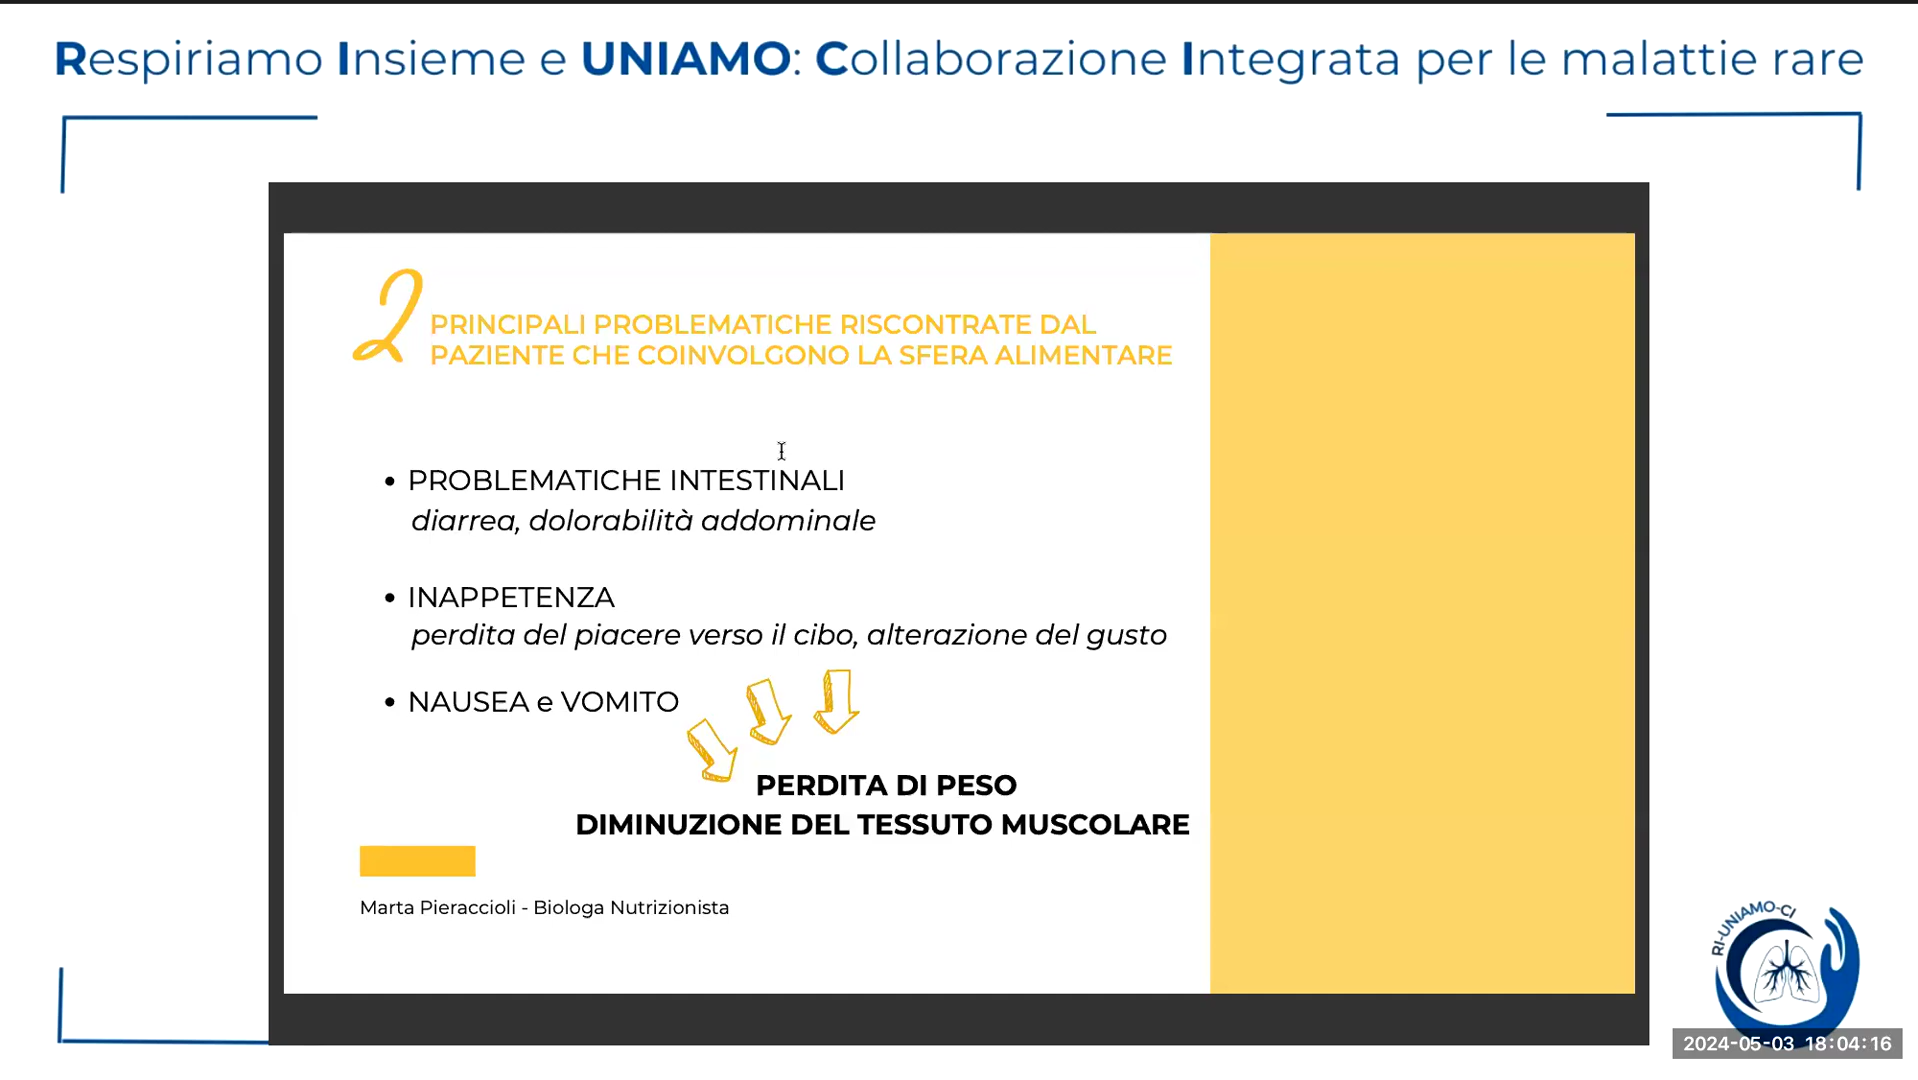 Respiriamo Insieme e UNIAMO: Collaborazione Integrata per le malattie rare
2
PRINCIPALI PROBLEMATICHE RISCONTRATE DAL
PAZIENTE CHE COINVOLGONO LA SFERA ALIMENTARE
• PROBLEMATICHE INTESTINALI
diarrea, dolorabilità addominale
• INAPPETENZA
perdita del piacere verso il cibo, alterazione del gusto
• NAUSEA e VOMITO
PERDITA DI PESO
DIMINUZIONE DEL TESSUTO MUSCOLARE
Marta Pieraccioli - Biologa Nutrizionista
RI-UNIAMO-CI
2024-05-03 18:04:16